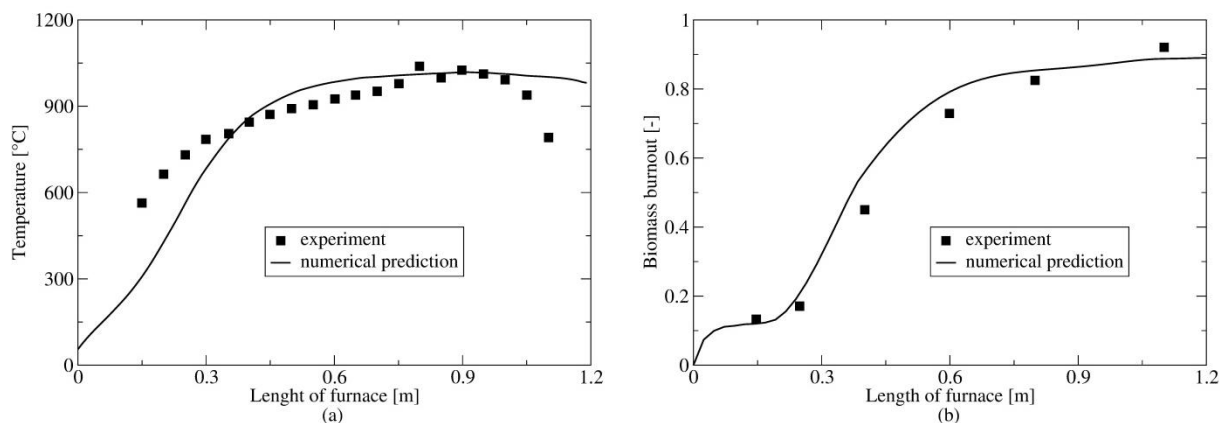 1200
900
600
300
0
Temperature [°C]
experiment
numerical prediction
0 0.3 0.6 0.9 1.2
Lenght of furnace [m]
(a)
1
0.8
0.6
0.4
0.2
0
Biomass burnout [-]
experiment
numerical prediction
0 0.3 0.6 0.9 1.2
Length of furnace [m]
(b)